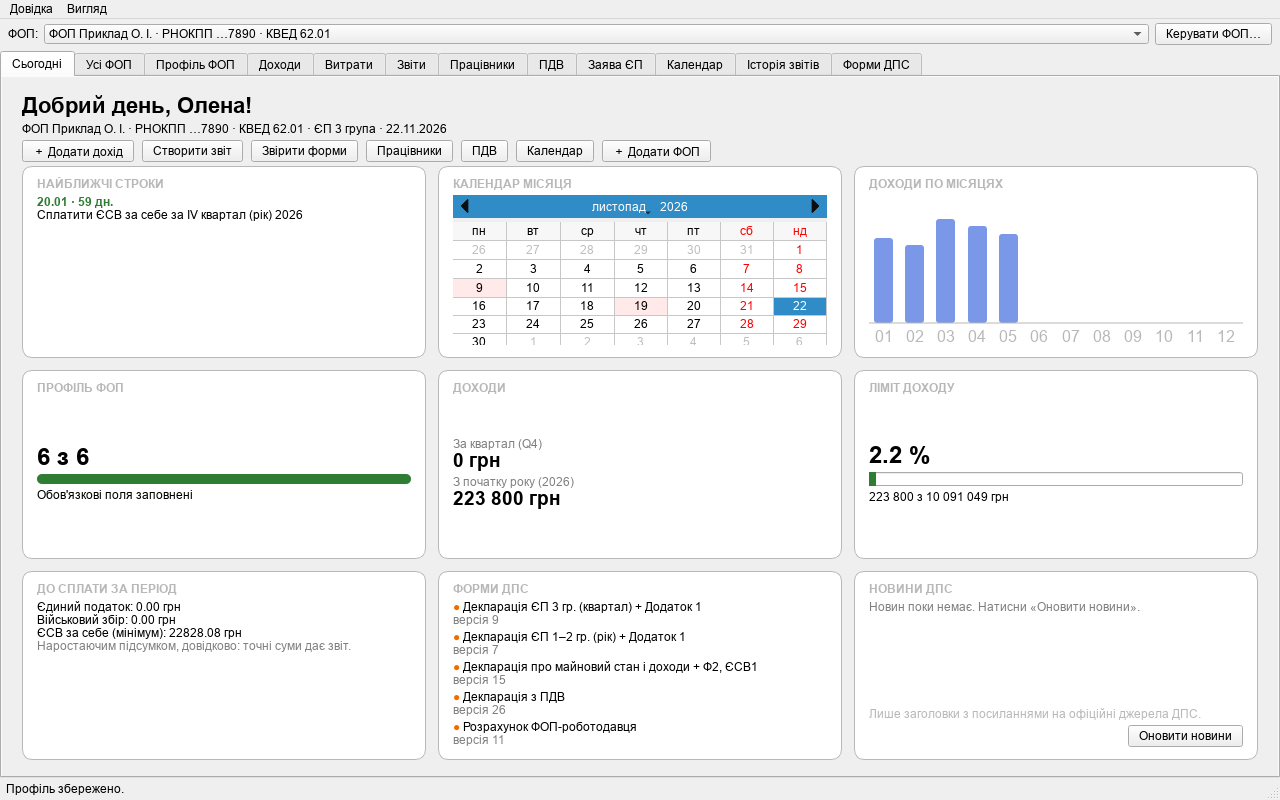 Довідка Вигляд
ФОП: ФОП Приклад О. І. · РНОКПП …7890 · КВЕД 62.01 Керувати ФОП…
Сьогодні Усі ФОП Профіль ФОП Доходи Витрати Звіти Працівники ПДВ Заява ЄП Календар Історія звітів Форми ДПС
Добрий день, Олена!
ФОП Приклад О. І. · РНОКПП …7890 · КВЕД 62.01 · ЄП 3 група · 22.11.2026
+ Додати дохід Створити звіт Звірити форми Працівники ПДВ Календар + Додати ФОП
НАЙБЛИЖЧІ СТРОКИ
20.01 · 59 дн.
Сплатити ЄСВ за себе за IV квартал (рік) 2026
КАЛЕНДАР МІСЯЦЯ
листопад 2026
пн вт ср чт пт сб нд
26 27 28 29 30 31 1
2 3 4 5 6 7 8
9 10 11 12 13 14 15
16 17 18 19 20 21 22
23 24 25 26 27 28 29
30 1 2 3 4 5 6
ДОХОДИ ПО МІСЯЦЯХ
01 02 03 04 05 06 07 08 09 10 11 12
ПРОФІЛЬ ФОП
6 з 6
Обов'язкові поля заповнені
ДОХОДИ
За квартал (Q4)
0 грн
З початку року (2026)
223 800 грн
ЛІМІТ ДОХОДУ
2.2 %
223 800 з 10 091 049 грн
ДО СПЛАТИ ЗА ПЕРІОД
Єдиний податок: 0.00 грн
Військовий збір: 0.00 грн
ЄСВ за себе (мінімум): 22828.08 грн
Наростаючим підсумком, довідково: точні суми дає звіт.
ФОРМИ ДПС
● Декларація ЄП 3 гр. (квартал) + Додаток 1
версія 9
● Декларація ЄП 1–2 гр. (рік) + Додаток 1
версія 7
● Декларація про майновий стан і доходи + Ф2, ЄСВ1
версія 15
● Декларація з ПДВ
версія 26
● Розрахунок ФОП-роботодавця
версія 11
НОВИНИ ДПС
Новин поки немає. Натисни «Оновити новини».
Лише заголовки з посиланнями на офіційні джерела ДПС.
Оновити новини
Профіль збережено.